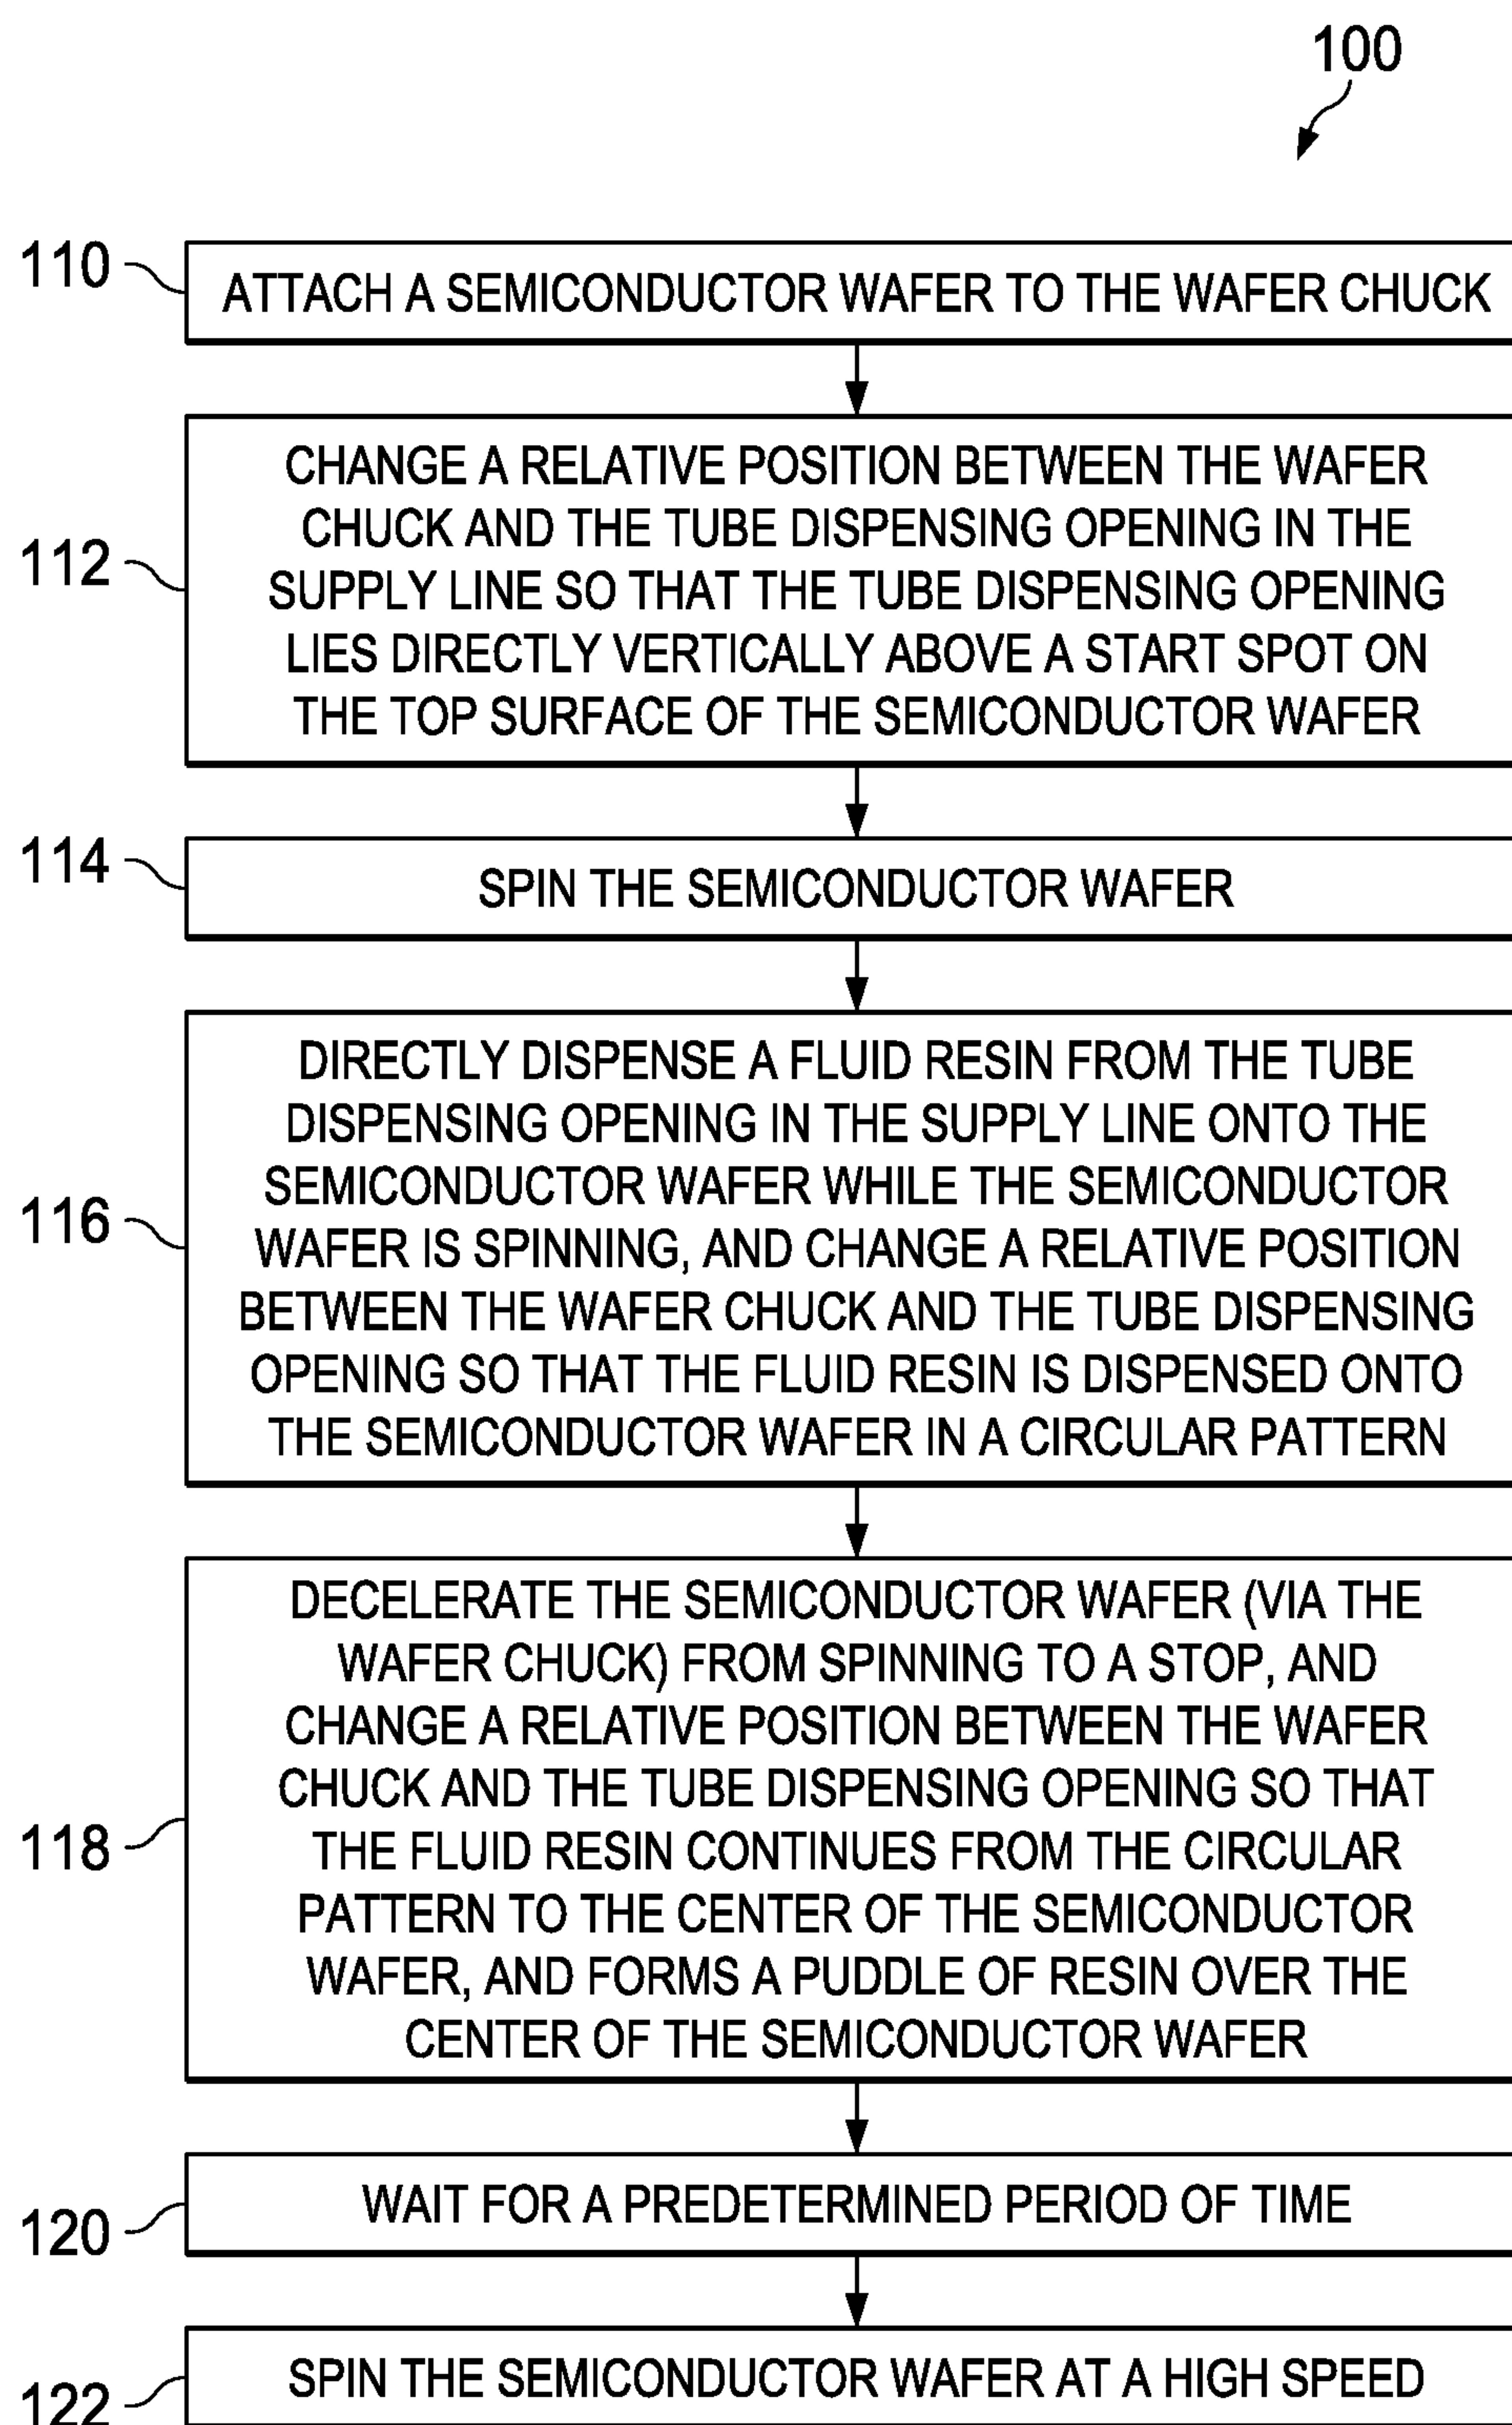 100
110
ATTACH A SEMICONDUCTOR WAFER TO THE WAFER CHUCK
112
CHANGE A RELATIVE POSITION BETWEEN THE WAFER
CHUCK AND THE TUBE DISPENSING OPENING IN THE
SUPPLY LINE SO THAT THE TUBE DISPENSING OPENING
LIES DIRECTLY VERTICALLY ABOVE A START SPOT ON
THE TOP SURFACE OF THE SEMICONDUCTOR WAFER
114
SPIN THE SEMICONDUCTOR WAFER
116
DIRECTLY DISPENSE A FLUID RESIN FROM THE TUBE
DISPENSING OPENING IN THE SUPPLY LINE ONTO THE
SEMICONDUCTOR WAFER WHILE THE SEMICONDUCTOR
WAFER IS SPINNING, AND CHANGE A RELATIVE POSITION
BETWEEN THE WAFER CHUCK AND THE TUBE DISPENSING
OPENING SO THAT THE FLUID RESIN IS DISPENSED ONTO
THE SEMICONDUCTOR WAFER IN A CIRCULAR PATTERN
118
DECELERATE THE SEMICONDUCTOR WAFER (VIA THE
WAFER CHUCK) FROM SPINNING TO A STOP, AND
CHANGE A RELATIVE POSITION BETWEEN THE WAFER
CHUCK AND THE TUBE DISPENSING OPENING SO THAT
THE FLUID RESIN CONTINUES FROM THE CIRCULAR
PATTERN TO THE CENTER OF THE SEMICONDUCTOR
WAFER, AND FORMS A PUDDLE OF RESIN OVER THE
CENTER OF THE SEMICONDUCTOR WAFER
120
WAIT FOR A PREDETERMINED PERIOD OF TIME
122
SPIN THE SEMICONDUCTOR WAFER AT A HIGH SPEED